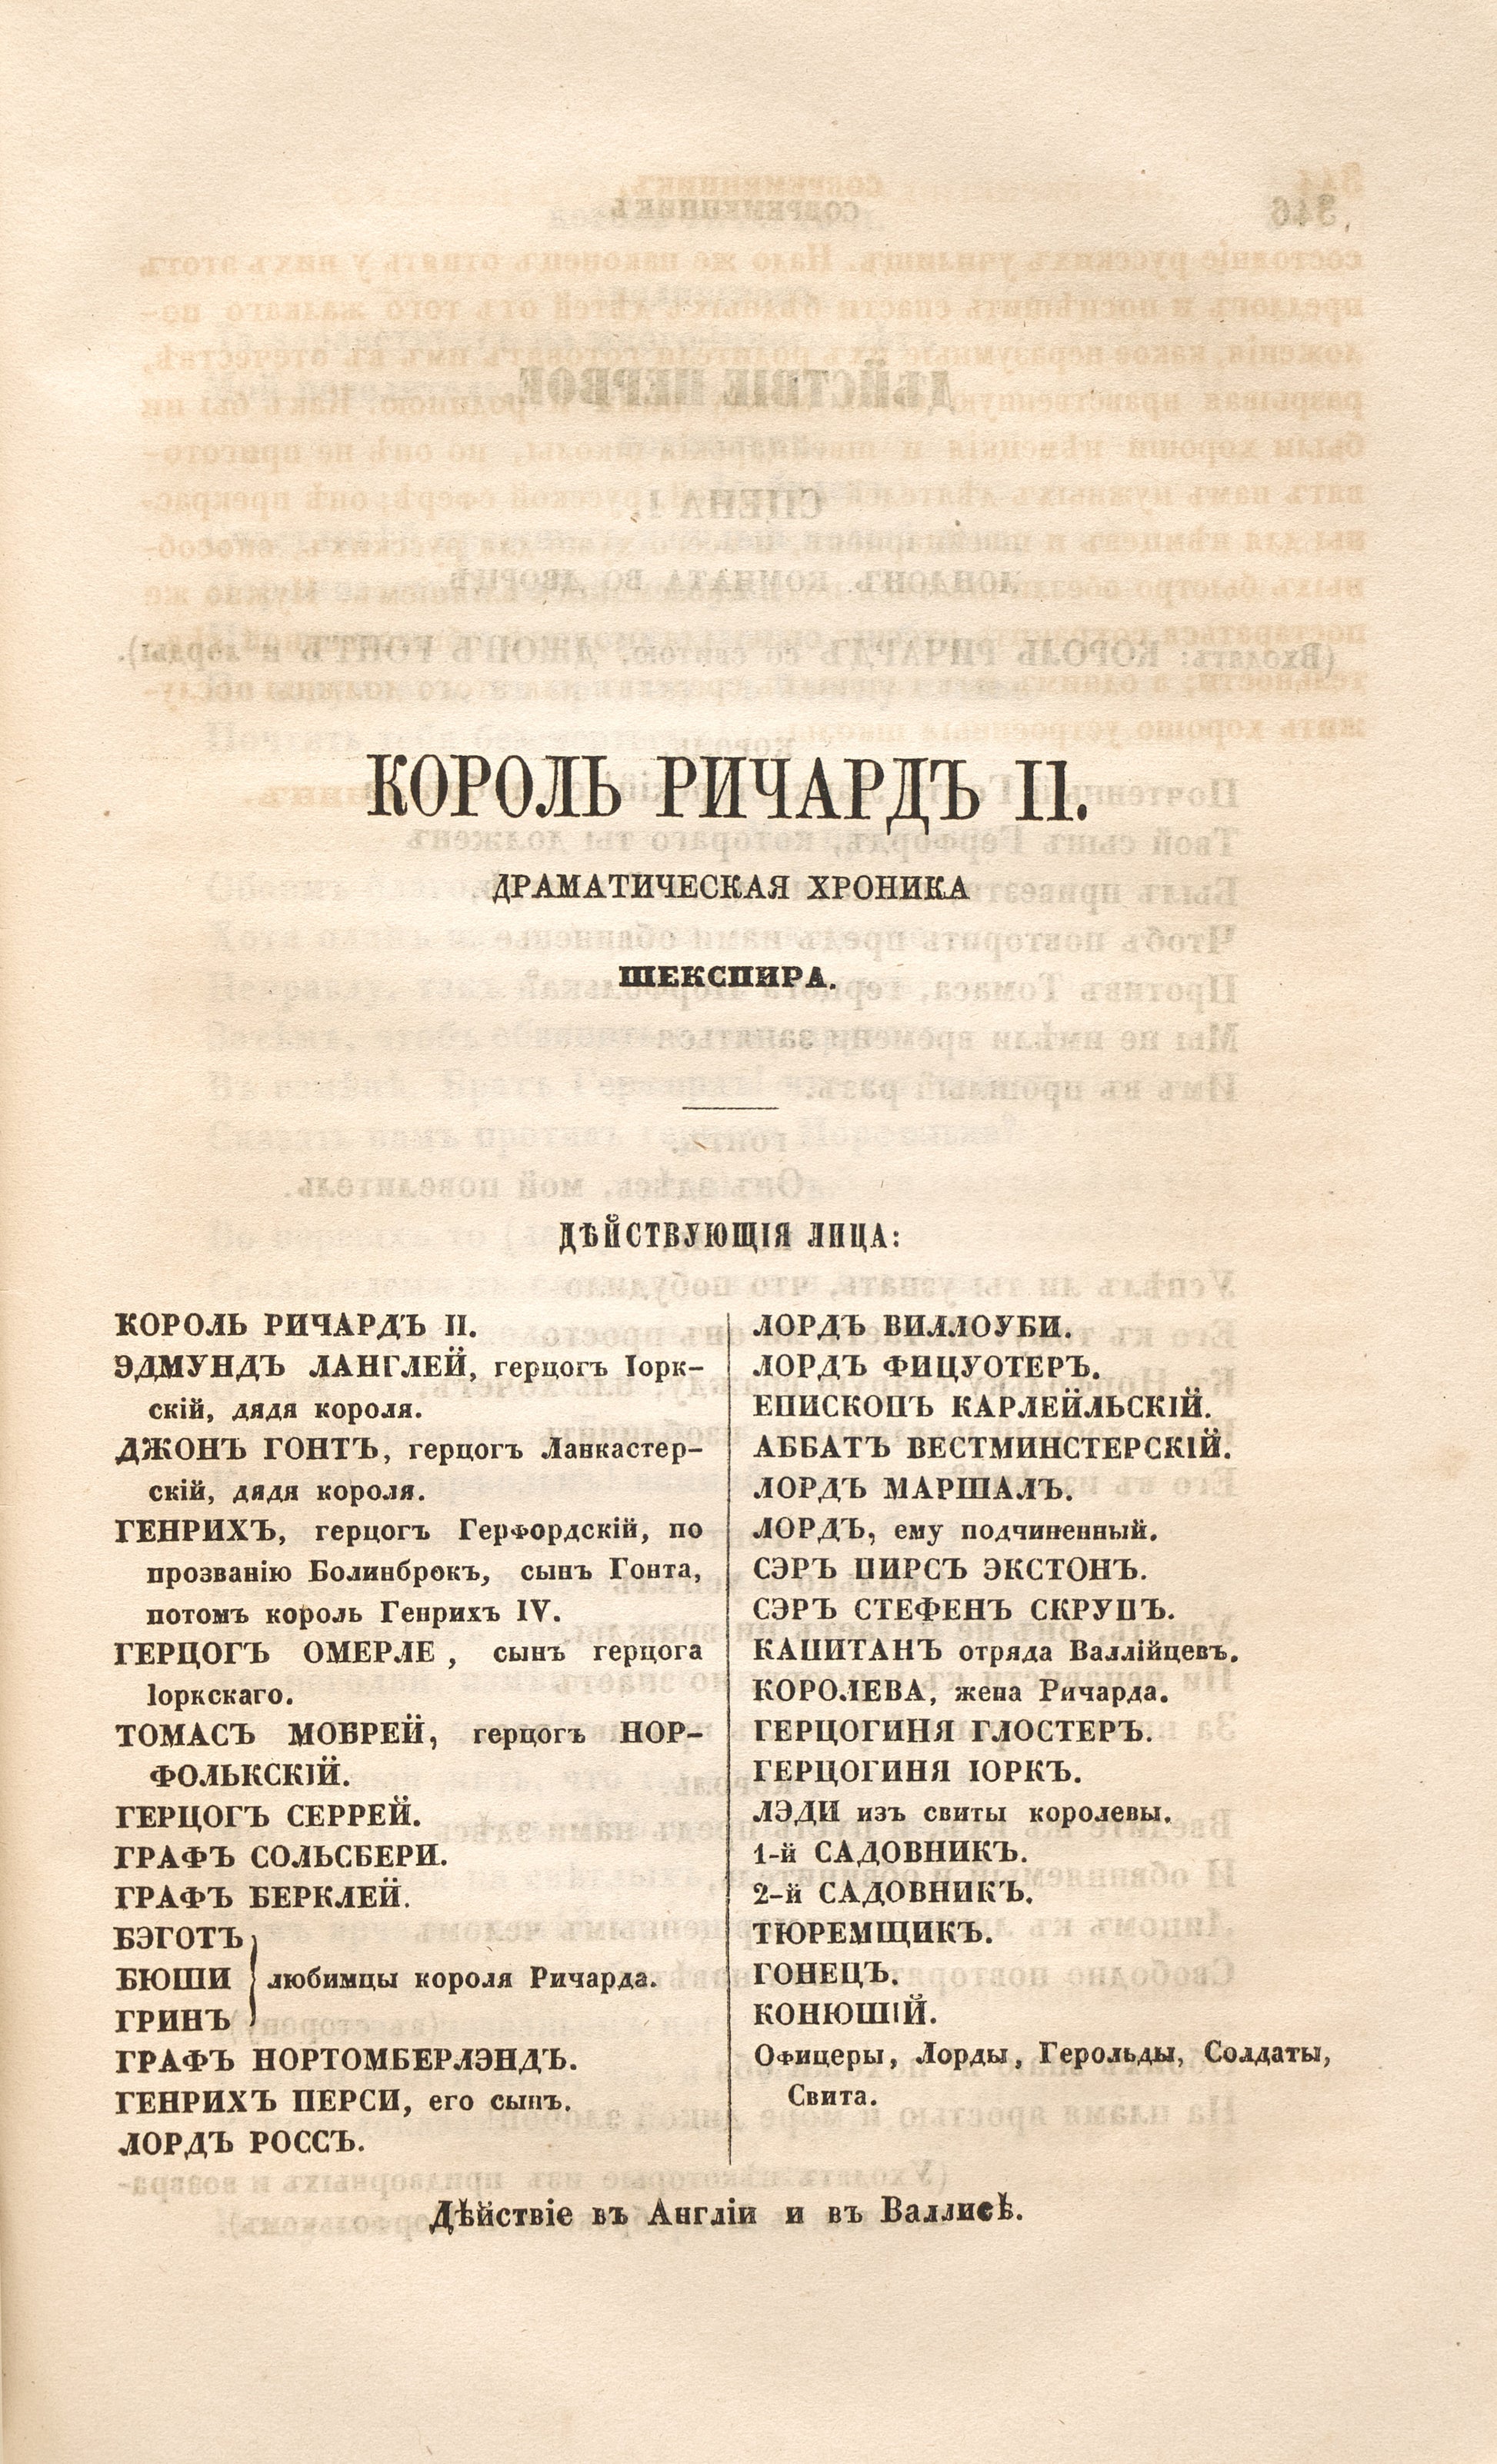 КОРОЛЬ РИЧАРДЪ II.
ДРАМАТИЧЕСКАЯ ХРОНИКА
ШЕКСПИРА.
ДѢЙСТВУЮЩІЯ ЛИЦА:
КОРОЛЬ РИЧАРДЪ II.
ЭДМУНДЪ ЛАНГЛЕЙ, герцогъ Іорк-
скій, дядя короля.
ДЖОНЪ ГОНТЪ, герцогъ Ланкастер-
скій, дядя короля.
ГЕНРИХЪ, герцогъ Герфордскій, по
прозванію Болинброкъ, сынъ Гонта,
потомъ король Генрихъ IV.
ГЕРЦОГЪ ОМЕРЛЕ, сынъ герцога
Іоркскаго.
ТОМАСЪ МОБРЕЙ, герцогъ НОР-
ФОЛЬКСКІЙ.
ГЕРЦОГЪ СЕРРЕЙ.
ГРАФЪ СОЛЬСБЕРИ.
ГРАФЪ БЕРКЛЕЙ.
БЭГОТЪ
БЮШИ } любимцы короля Ричарда.
ГРИНЪ
ГРАФЪ НОРТОМБЕРЛЭНДЪ.
ГЕНРИХЪ ПЕРСИ, его сынъ.
ЛОРДЪ РОССЪ.
ЛОРДЪ ВИЛЛОУБИ.
ЛОРДЪ ФИЦУОТЕРЪ.
ЕПИСКОПЪ КАРЛЕЙЛЬСКІЙ.
АББАТЪ ВЕСТМИНСТЕРСКІЙ.
ЛОРДЪ МАРШАЛЪ.
ЛОРДЪ, ему подчиненный.
СЭРЪ ПИРСЪ ЭКСТОНЪ.
СЭРЪ СТЕФЕНЪ СКРУПЪ.
КАПИТАНЪ отряда Валлійцевъ.
КОРОЛЕВА, жена Ричарда.
ГЕРЦОГИНЯ ГЛОСТЕРЪ.
ГЕРЦОГИНЯ ІОРКЪ.
ЛЭДИ изъ свиты королевы.
1-й САДОВНИКЪ.
2-й САДОВНИКЪ.
ТЮРЕМЩИКЪ.
ГОНЕЦЪ.
КОНЮШІЙ.
Офицеры, Лорды, Герольды, Солдаты,
Свита.
Дѣйствіе въ Англіи и въ Валлисѣ.